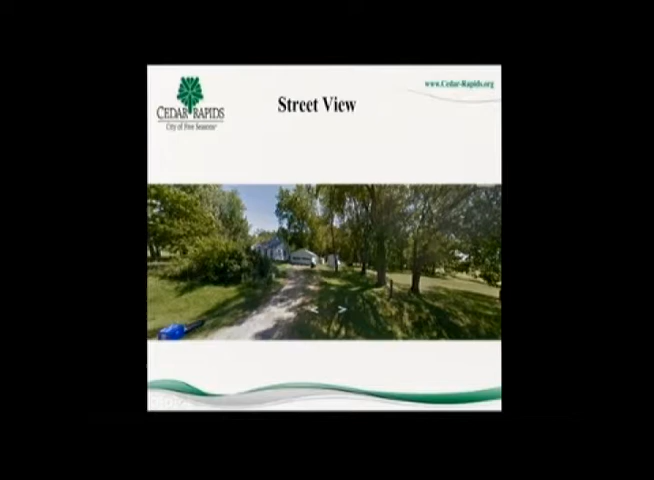 www.Cedar-Rapids.org
Street View
CEDAR RAPIDS
City of Five Seasons